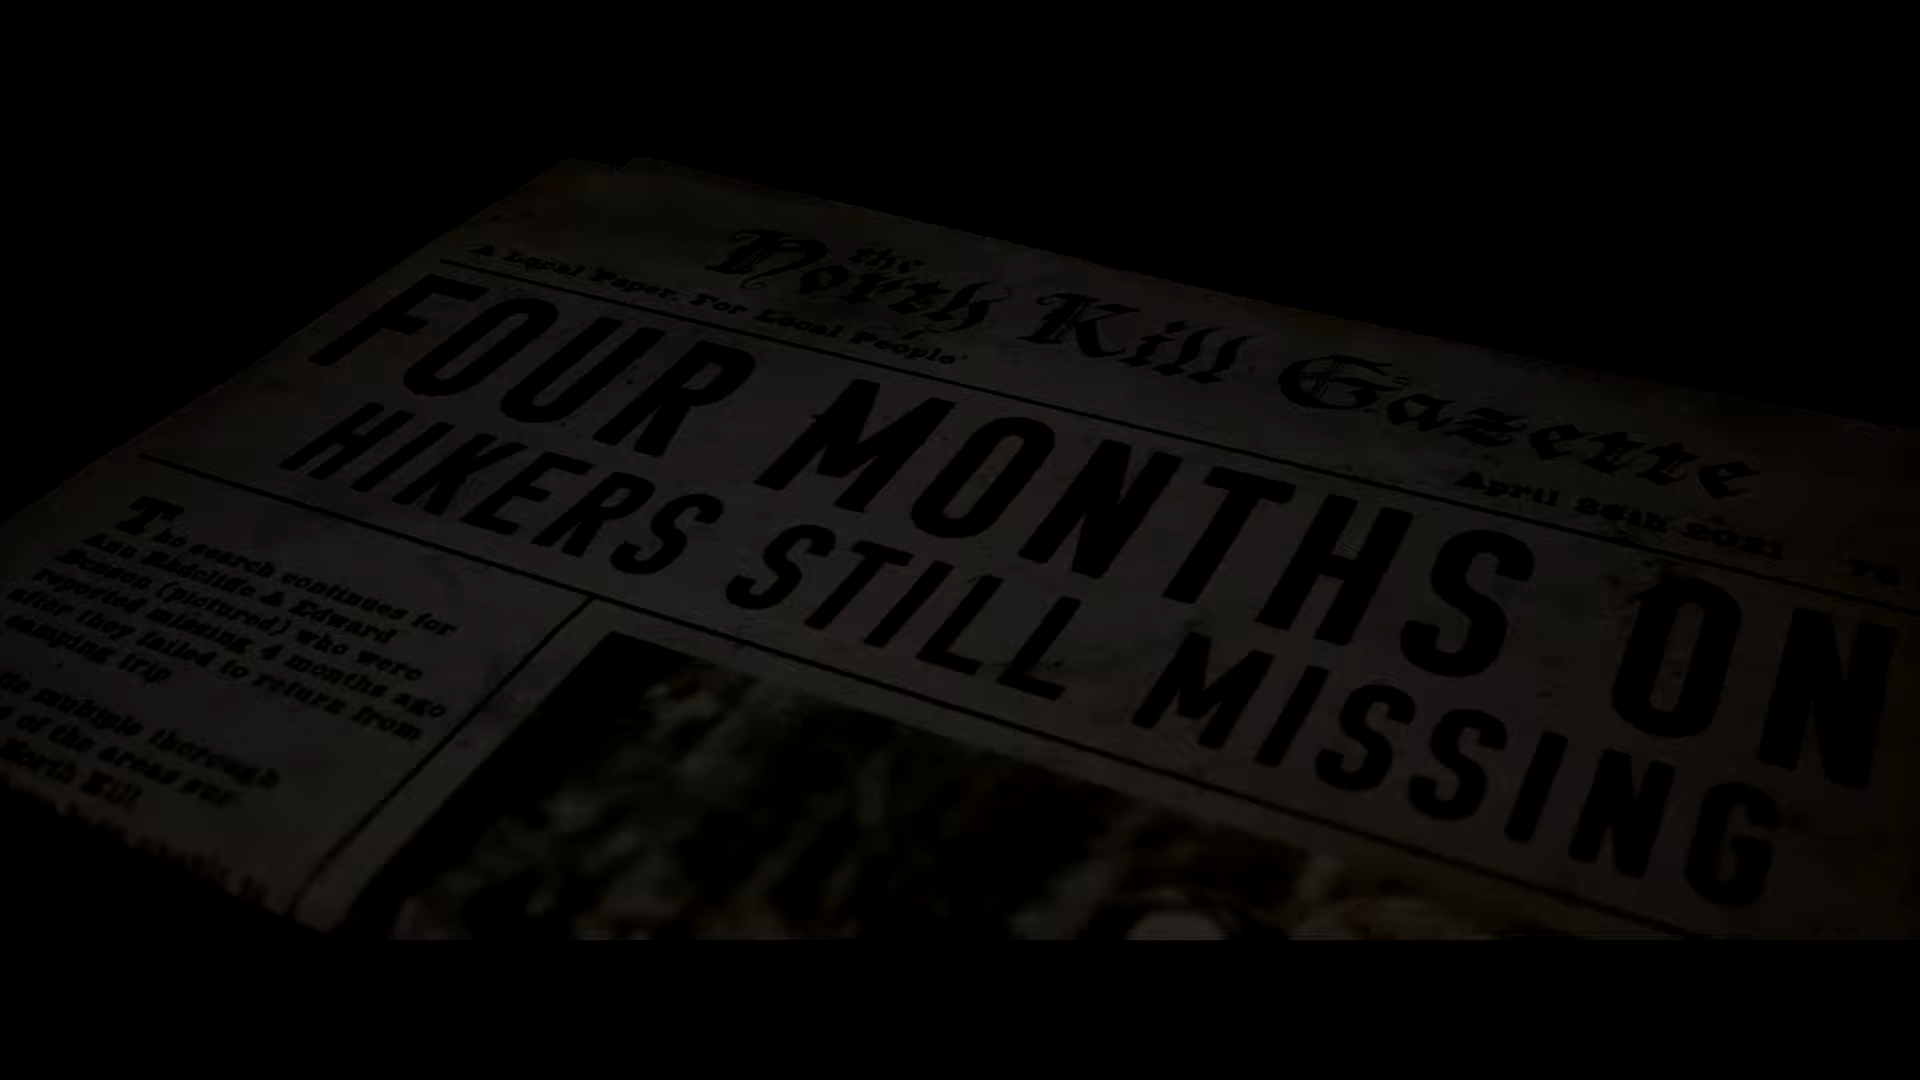 the
North Kill Gazette
A Local Paper, For Local People'
April 26th 2021
FOUR MONTHS ON
HIKERS STILL MISSING
The search continues for
Ann Radcliffe & Edward
Benson (pictured) who were
reported missing 4 months ago
after they failed to return from
camping trip
multiple thorough
of the areas sur-
North Kill